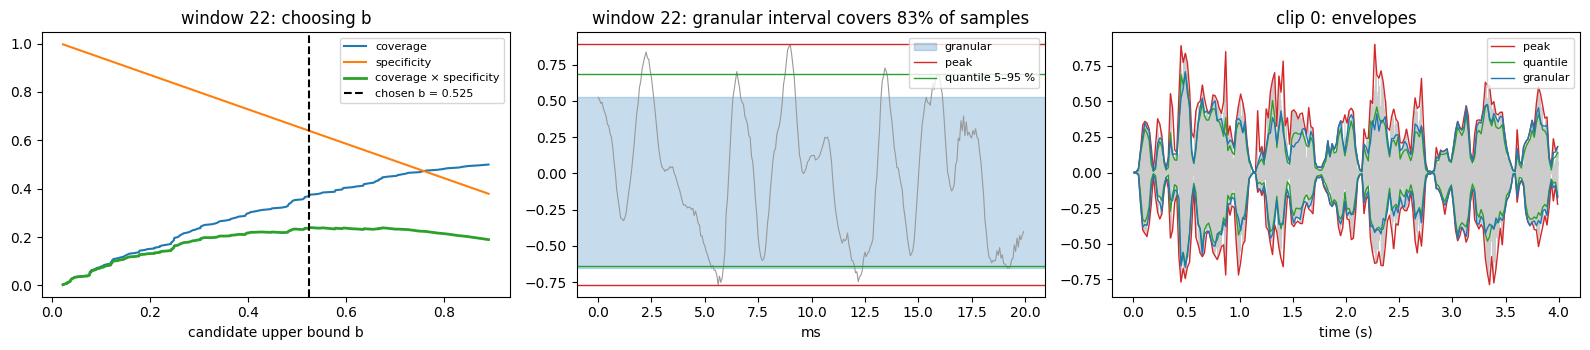 window 22: choosing b
1.0
0.8
0.6
0.4
0.2
0.0
coverage
specificity
coverage × specificity
chosen b = 0.525
0.0 0.2 0.4 0.6 0.8
candidate upper bound b
window 22: granular interval covers 83% of samples
0.75
0.50
0.25
0.00
−0.25
−0.50
−0.75
granular
peak
quantile 5–95 %
0.0 2.5 5.0 7.5 10.0 12.5 15.0 17.5 20.0
ms
clip 0: envelopes
0.75
0.50
0.25
0.00
−0.25
−0.50
−0.75
peak
quantile
granular
0.0 0.5 1.0 1.5 2.0 2.5 3.0 3.5 4.0
time (s)